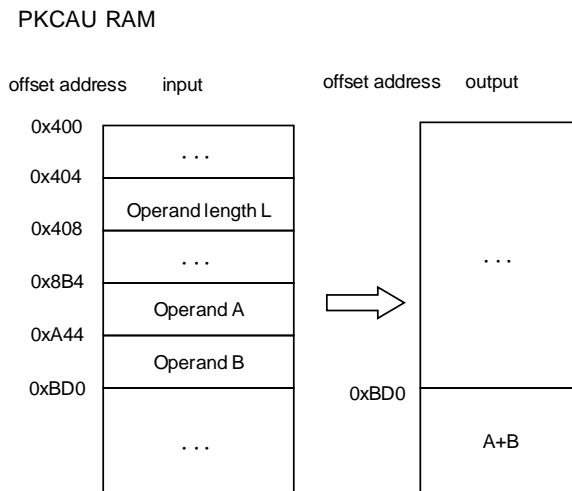 PKCAU RAM
offset address input offset address output
0x400
. . .
0x404
Operand length L
0x408
. . .
. . .
0x8B4
Operand A
0xA44
Operand B
0xBD0 0xBD0
A+B
. . .